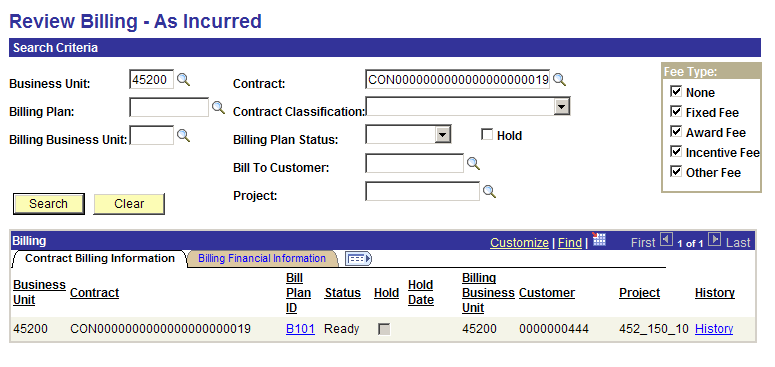 Review Billing - As Incurred
Search Criteria
Business Unit: 45200 Contract: CON0000000000000000000019 Fee Type:
None
Billing Plan: Contract Classification: Fixed Fee
Billing Business Unit: Billing Plan Status: Hold Award Fee
Incentive Fee
Bill To Customer: Other Fee
Project:
Search Clear
Billing Customize | Find | First 1 of 1 Last
Contract Billing Information Billing Financial Information
Business Unit Contract Bill Plan ID Status Hold Hold Date Billing Business Unit Customer Project History
45200 CON0000000000000000000019 B101 Ready 45200 0000000444 452_150_10 History